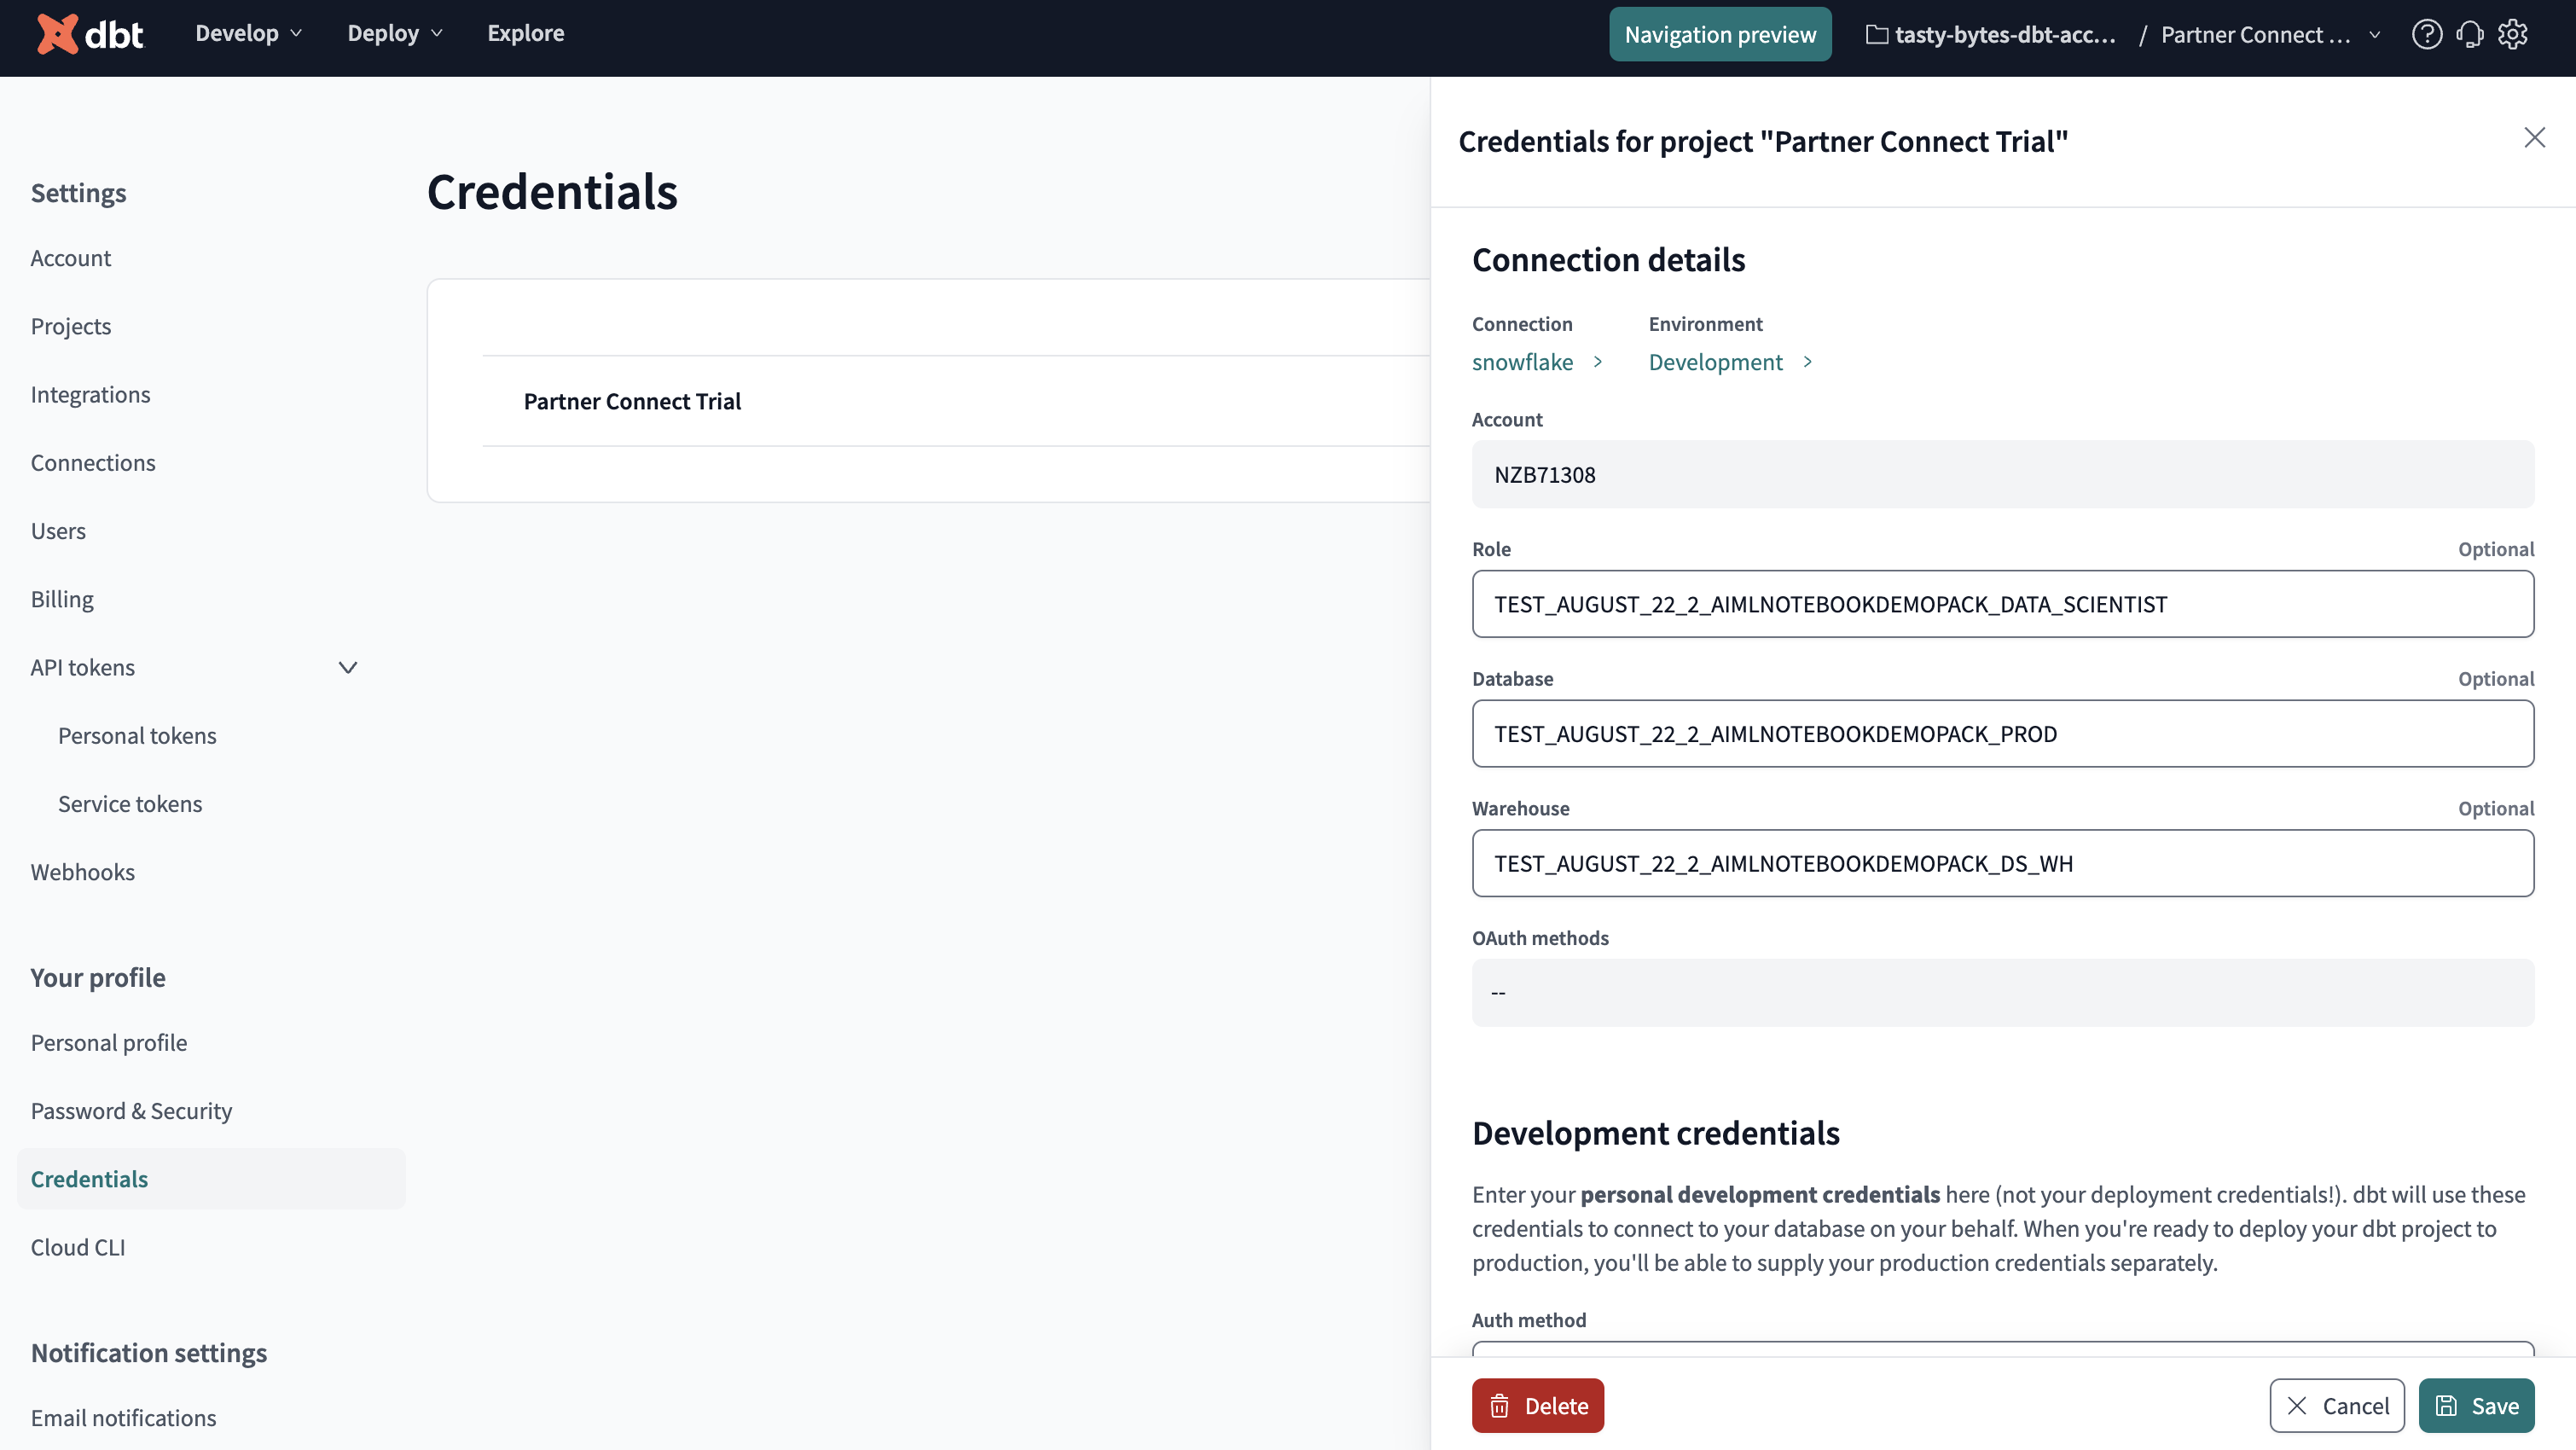 dbt Develop Deploy Explore Navigation preview tasty-bytes-dbt-acc... / Partner Connect ...
Settings
Account
Projects
Integrations
Connections
Users
Billing
API tokens
Personal tokens
Service tokens
Webhooks
Your profile
Personal profile
Password & Security
Credentials
Cloud CLI
Notification settings
Email notifications
Credentials
Partner Connect Trial
Credentials for project "Partner Connect Trial"
Connection details
Connection Environment
snowflake Development
Account
NZB71308
Role Optional
TEST_AUGUST_22_2_AIMLNOTEBOOKDEMOPACK_DATA_SCIENTIST
Database Optional
TEST_AUGUST_22_2_AIMLNOTEBOOKDEMOPACK_PROD
Warehouse Optional
TEST_AUGUST_22_2_AIMLNOTEBOOKDEMOPACK_DS_WH
OAuth methods
--
Development credentials
Enter your personal development credentials here (not your deployment credentials!). dbt will use these
credentials to connect to your database on your behalf. When you're ready to deploy your dbt project to
production, you'll be able to supply your production credentials separately.
Auth method
Delete Cancel Save